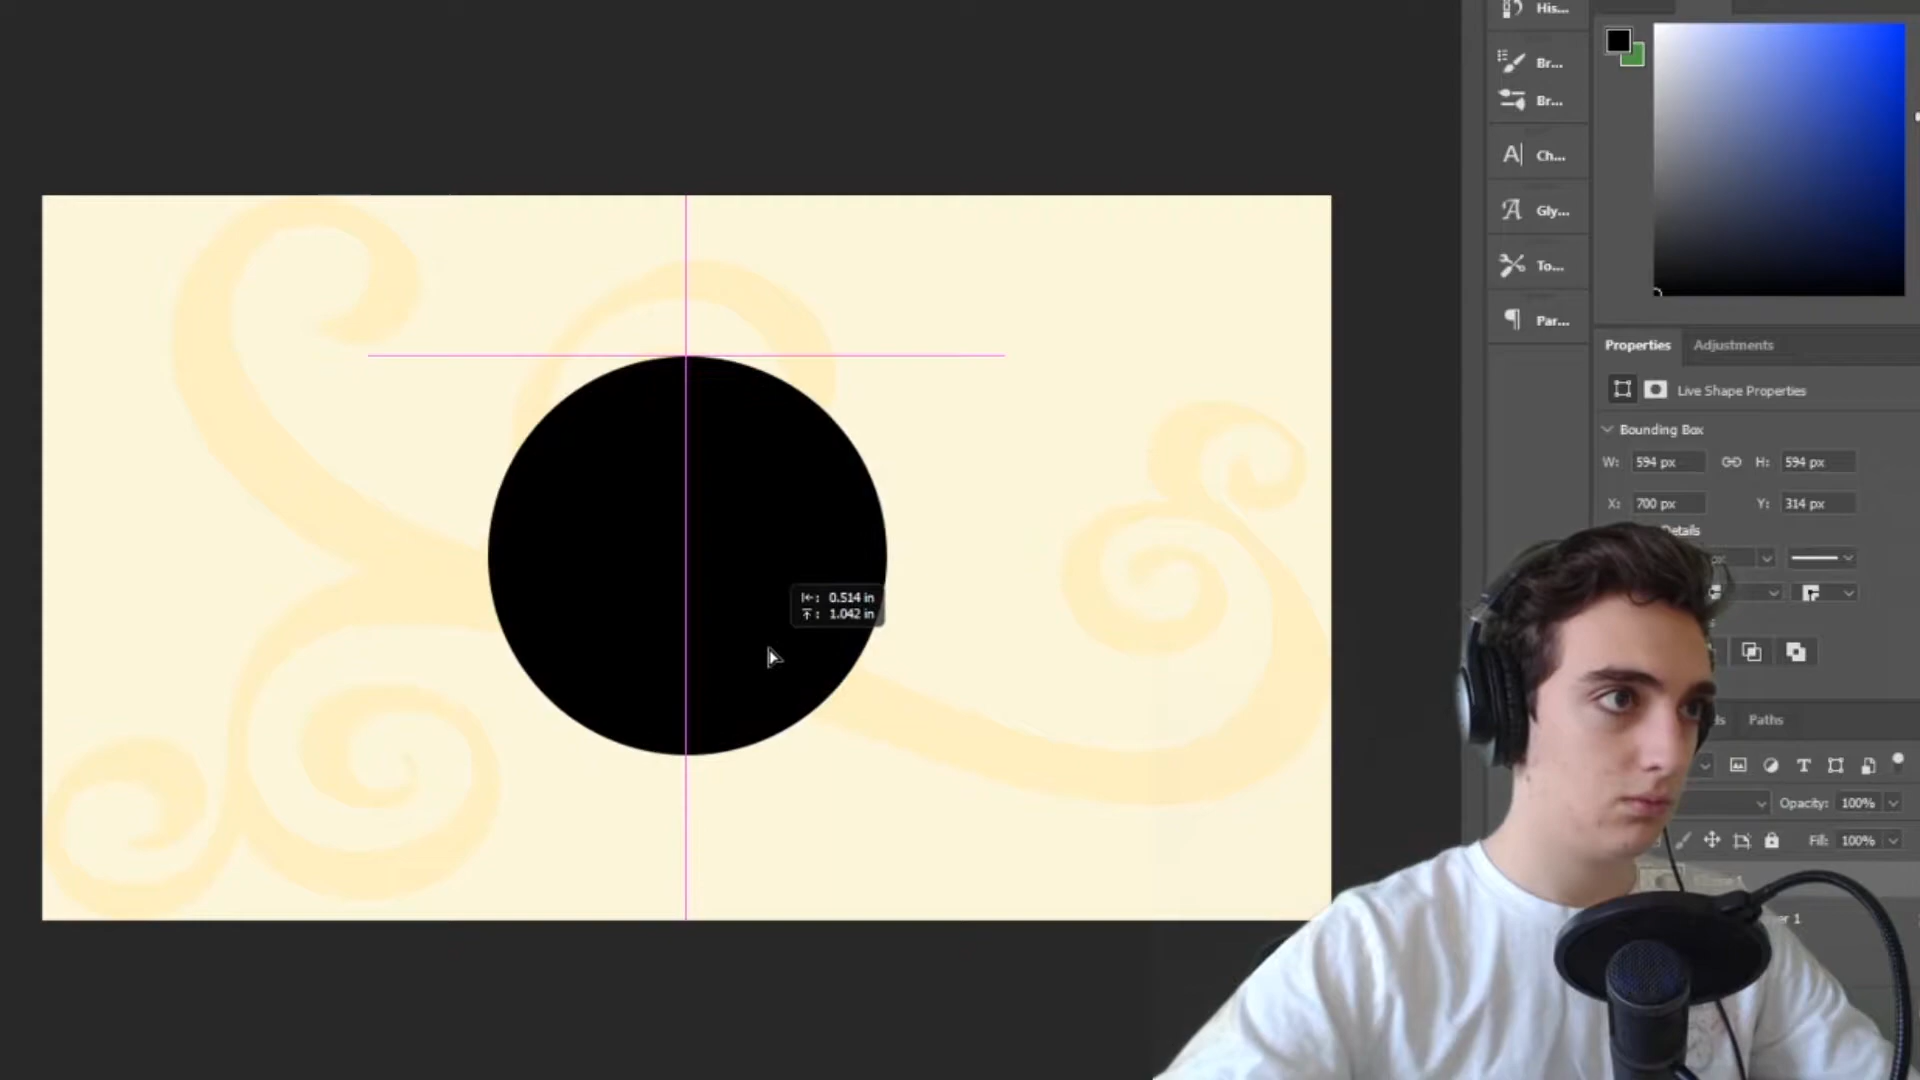 His...
Br...
Br...
Ch...
Gly...
To...
Par...
Properties Adjustments
Live Shape Properties
Bounding Box
W: 594 px H: 594 px
X: 700 px Y: 314 px
Details
0.514 in
1.042 in
Paths
Opacity: 100%
Fill: 100%